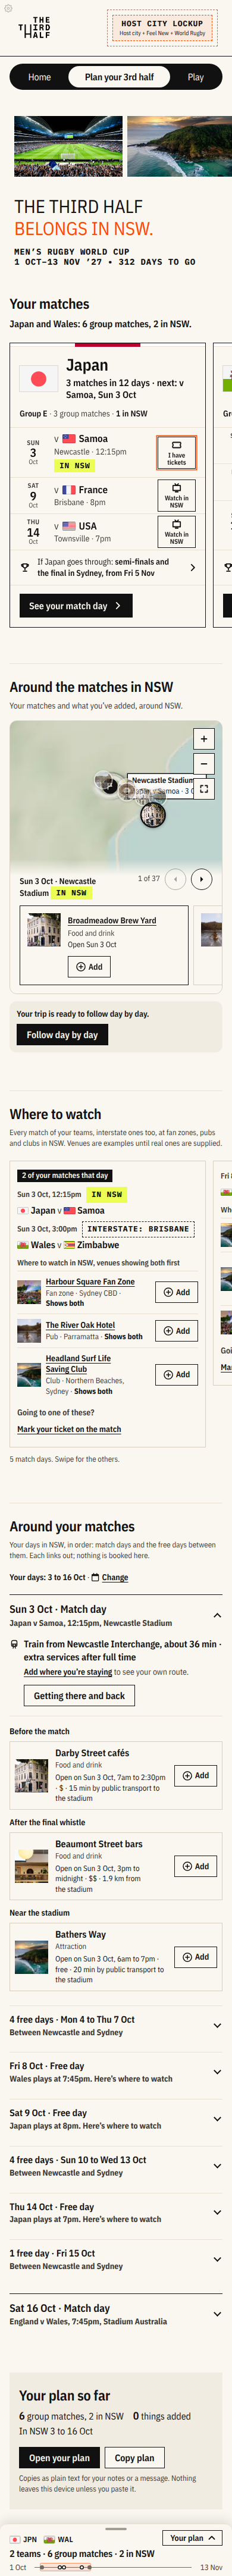 THE
THIRD
HALF
HOST CITY LOCKUP
Host city + Feel New + World Rugby
Home
Plan your 3rd half
Play
THE THIRD HALF
BELONGS IN NSW.
MEN'S RUGBY WORLD CUP
1 OCT–13 NOV '27 • 312 DAYS TO GO
Your matches
Japan and Wales: 6 group matches, 2 in NSW.
Japan
3 matches in 12 days · next: v
Samoa, Sun 3 Oct
Group E · 3 group matches · 1 in NSW
SUN
3
Oct
v Samoa
Newcastle · 12:15pm
IN NSW
I have
tickets
SAT
9
Oct
v France
Brisbane · 8pm
Watch in
NSW
THU
14
Oct
v USA
Townsville · 7pm
Watch in
NSW
If Japan goes through: semi-finals and
the final in Sydney, from Fri 5 Nov
See your match day
Around the matches in NSW
Your matches and what you've added, around NSW.
Newcastle Stadium
1 of 37
Sun 3 Oct · Newcastle
Stadium IN NSW
Broadmeadow Brew Yard
Food and drink
Open Sun 3 Oct
Add
Your trip is ready to follow day by day.
Follow day by day
Where to watch
Every match of your teams, interstate ones too, at fan zones, pubs
and clubs in NSW. Venues are examples until real ones are supplied.
2 of your matches that day
Sun 3 Oct, 12:15pm IN NSW
Japan v Samoa
Sun 3 Oct, 3:00pm INTERSTATE: BRISBANE
Wales v Zimbabwe
Where to watch in NSW, venues showing both first
Harbour Square Fan Zone
Fan zone · Sydney CBD ·
Shows both
Add
The River Oak Hotel
Pub · Parramatta · Shows both
Add
Headland Surf Life
Saving Club
Club · Northern Beaches,
Sydney · Shows both
Add
Going to one of these?
Mark your ticket on the match
5 match days. Swipe for the others.
Around your matches
Your days in NSW, in order: match days and the free days between
them. Each links out; nothing is booked here.
Your days: 3 to 16 Oct · Change
Sun 3 Oct · Match day
Japan v Samoa, 12:15pm, Newcastle Stadium
Train from Newcastle Interchange, about 36 min ·
extra services after full time
Add where you're staying to see your own route.
Getting there and back
Before the match
Darby Street cafés
Food and drink
Open on Sun 3 Oct, 7am to 2:30pm
· $ · 15 min by public transport to
the stadium
Add
After the final whistle
Beaumont Street bars
Food and drink
Open on Sun 3 Oct, 3pm to
midnight · $$ · 1.9 km from
the stadium
Add
Near the stadium
Bathers Way
Attraction
Open on Sun 3 Oct, 6am to 7pm ·
free · 20 min by public transport to
the stadium
Add
4 free days · Mon 4 to Thu 7 Oct
Between Newcastle and Sydney
Fri 8 Oct · Free day
Wales plays at 7:45pm. Here's where to watch
Sat 9 Oct · Free day
Japan plays at 8pm. Here's where to watch
4 free days · Sun 10 to Wed 13 Oct
Between Newcastle and Sydney
Thu 14 Oct · Free day
Japan plays at 7pm. Here's where to watch
1 free day · Fri 15 Oct
Between Newcastle and Sydney
Sat 16 Oct · Match day
England v Wales, 7:45pm, Stadium Australia
Your plan so far
6 group matches, 2 in NSW 0 things added
In NSW 3 to 16 Oct
Open your plan
Copy plan
Copies as plain text for your notes or a message. Nothing
leaves this device unless you paste it.
JPN WAL
Your plan
2 teams · 6 group matches · 2 in NSW
1 Oct
13 Nov